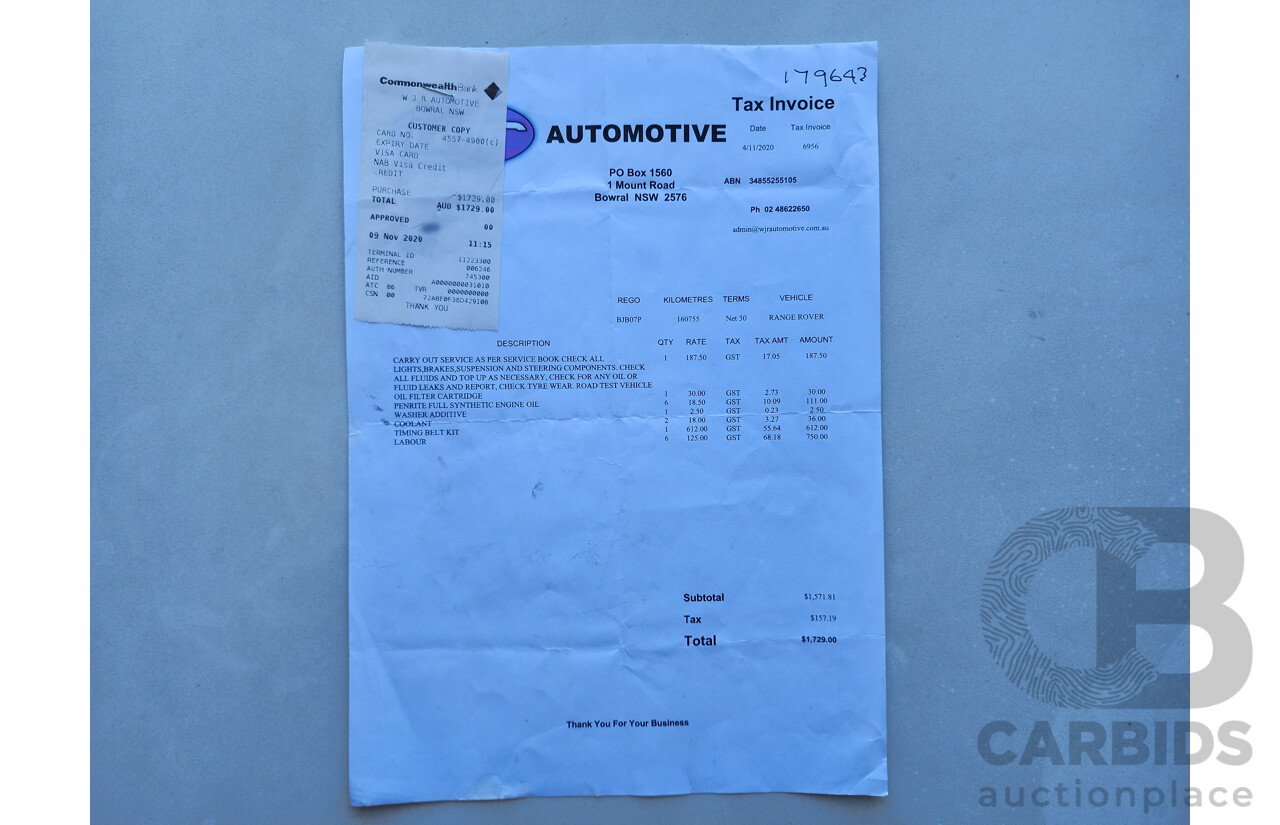 179643
CommonwealthBank
W J R AUTOMOTIVE
BOWRAL NSW
CUSTOMER COPY
CARD NO. 4557-4900(c)
EXPIRY DATE
VISA CARD
NAB Visa Credit
CREDIT
PURCHASE $1729.00
TOTAL AUD $1729.00
APPROVED 00
09 Nov 2020 11:15
TERMINAL ID 11223300
REFERENCE 006246
AUTH NUMBER 745300
AID A0000000031010
ATC 86 TVR 0000000000
CSN 00
THANK YOU
AUTOMOTIVE
PO Box 1560
1 Mount Road
Bowral NSW 2576
Tax Invoice
Date Tax Invoice
4/11/2020 6956
ABN 34855255105
Ph 02 48622650
admin@wjrautomotive.com.au
REGO KILOMETRES TERMS VEHICLE
BJB07P 160755 Net 30 RANGE ROVER
DESCRIPTION QTY RATE TAX TAX AMT AMOUNT
CARRY OUT SERVICE AS PER SERVICE BOOK CHECK ALL 1 187.50 GST 17.05 187.50
LIGHTS,BRAKES,SUSPENSION AND STEERING COMPONENTS. CHECK
ALL FLUIDS AND TOP UP AS NECESSARY, CHECK FOR ANY OIL OR
FLUID LEAKS AND REPORT, CHECK TYRE WEAR. ROAD TEST VEHICLE
OIL FILTER CARTRIDGE 1 30.00 GST 2.73 30.00
PENRITE FULL SYNTHETIC ENGINE OIL 6 18.50 GST 10.09 111.00
WASHER ADDITIVE 1 2.50 GST 0.23 2.50
COOLANT 2 18.00 GST 3.27 36.00
TIMING BELT KIT 1 612.00 GST 55.64 612.00
LABOUR 6 125.00 GST 68.18 750.00
Subtotal $1,571.81
Tax $157.19
Total $1,729.00
Thank You For Your Business
CB
CARBIDS
auctionplace